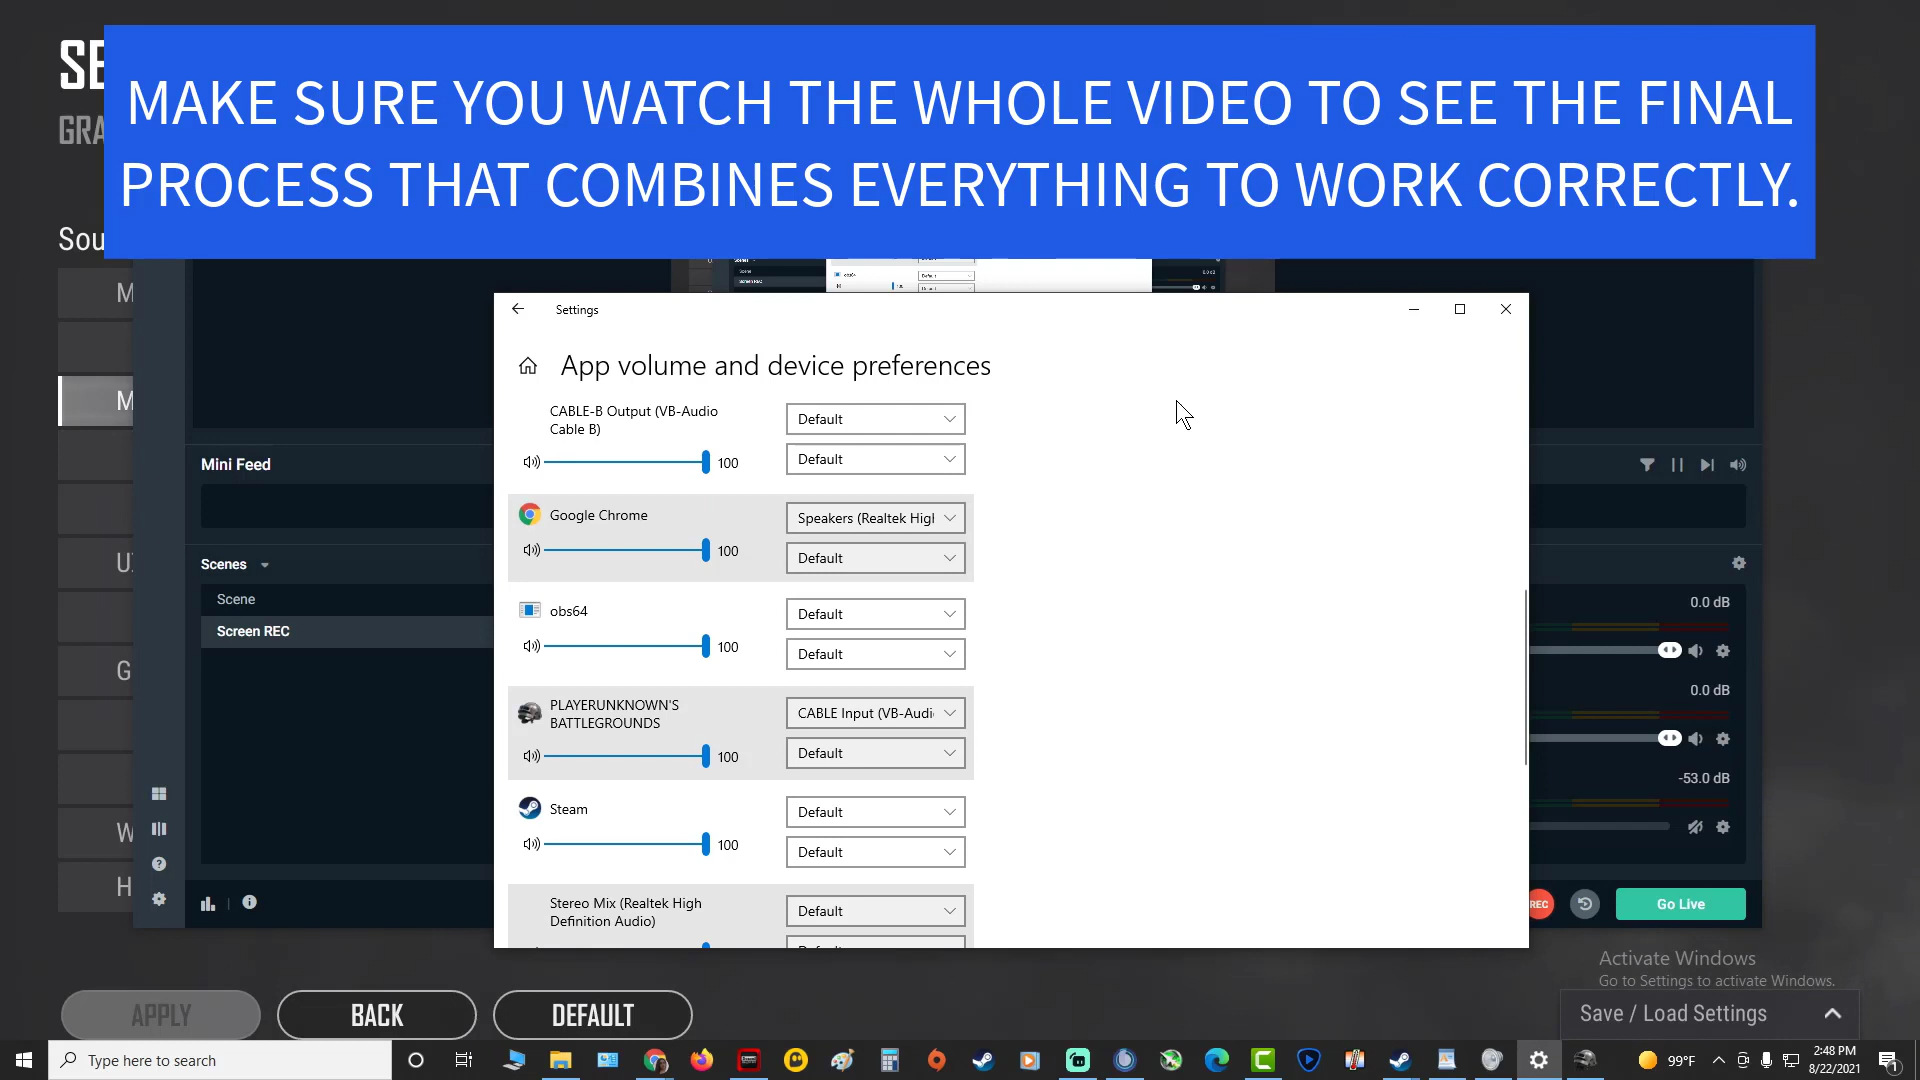 SE
MAKE SURE YOU WATCH THE WHOLE VIDEO TO SEE THE FINAL
PROCESS THAT COMBINES EVERYTHING TO WORK CORRECTLY.
GRA
Sou
M
M
U
G
W
H
Settings
App volume and device preferences
CABLE-B Output (VB-Audio
Cable B)
Default
100
Default
Google Chrome
Speakers (Realtek High
100
Default
obs64
Default
100
Default
PLAYERUNKNOWN'S
BATTLEGROUNDS
CABLE Input (VB-Audi
100
Default
Steam
Default
100
Default
Stereo Mix (Realtek High
Definition Audio)
Default
Mini Feed
Scenes
Scene
Screen REC
0.0 dB
0.0 dB
-53.0 dB
REC
Go Live
Activate Windows
Go to Settings to activate Windows.
APPLY
BACK
DEFAULT
Save / Load Settings
Type here to search
99°F
2:48 PM
8/22/2021
1